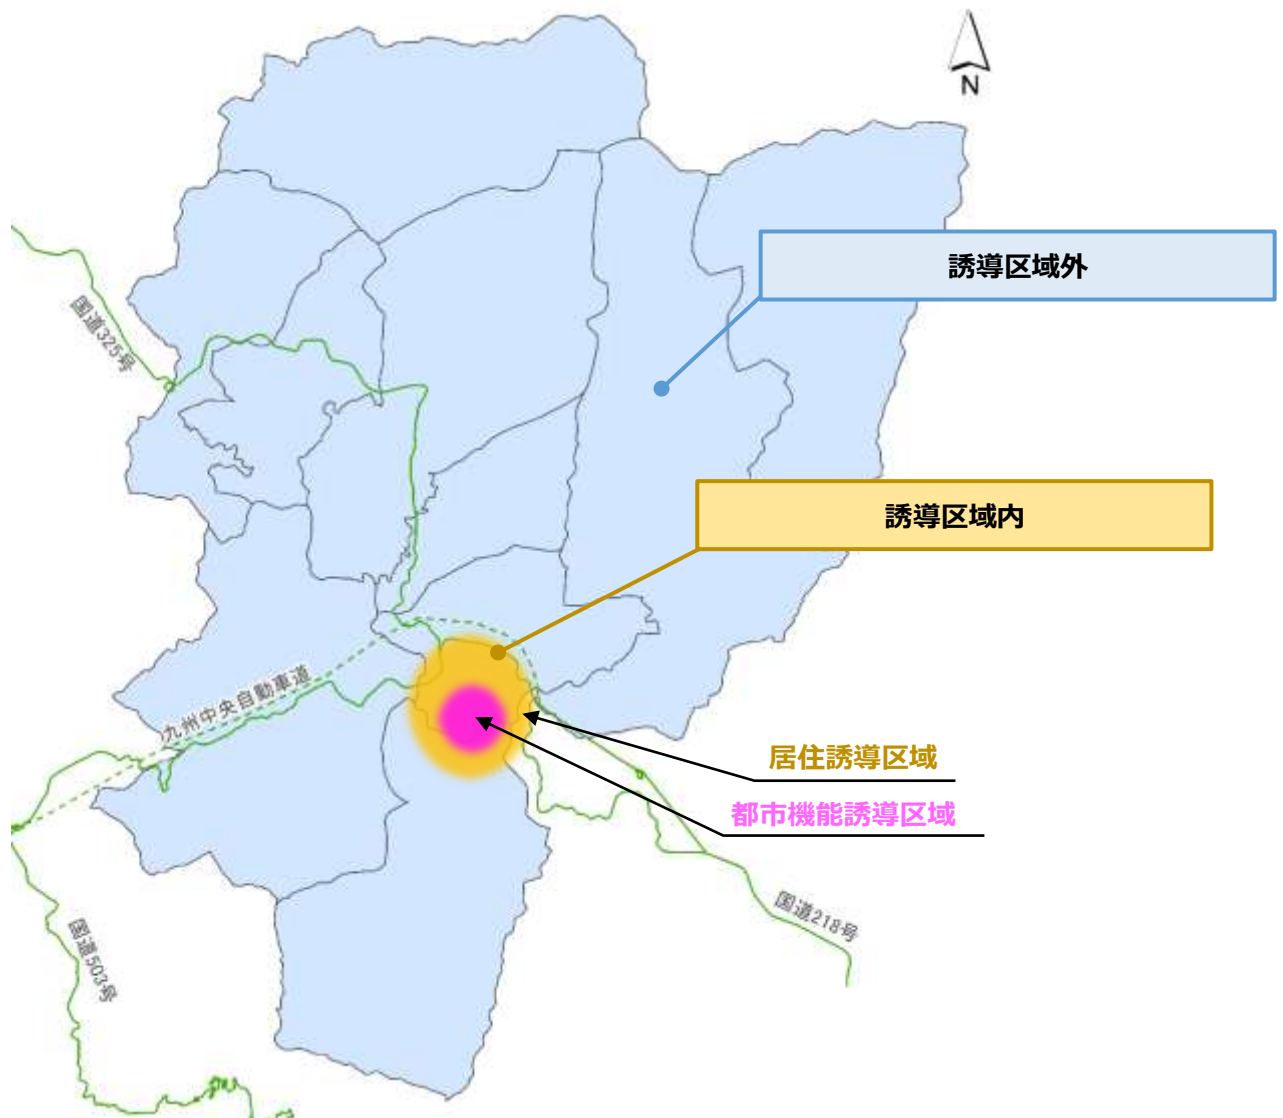 N
誘導区域外
国道325号
誘導区域内
九州中央自動車道
居住誘導区域
都市機能誘導区域
国道218号
国道503号